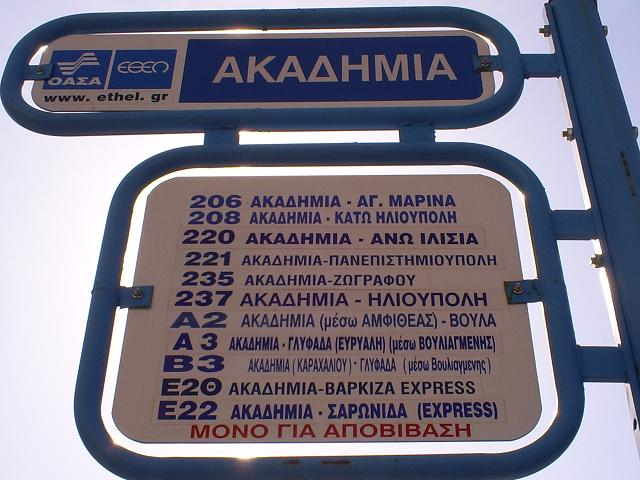 ΟΑΣΑ ΕΘΕΛ ΑΚΑΔΗΜΙΑ
www.ethel.gr
206 ΑΚΑΔΗΜΙΑ - ΑΓ. ΜΑΡΙΝΑ
208 ΑΚΑΔΗΜΙΑ - ΚΑΤΩ ΗΛΙΟΥΠΟΛΗ
220 ΑΚΑΔΗΜΙΑ - ΑΝΩ ΙΛΙΣΙΑ
221 ΑΚΑΔΗΜΙΑ-ΠΑΝΕΠΙΣΤΗΜΙΟΥΠΟΛΗ
235 ΑΚΑΔΗΜΙΑ-ΖΩΓΡΑΦΟΥ
237 ΑΚΑΔΗΜΙΑ - ΗΛΙΟΥΠΟΛΗ
Α2 ΑΚΑΔΗΜΙΑ (μέσω ΑΜΦΙΘΕΑΣ) - ΒΟΥΛΑ
Α3 ΑΚΑΔΗΜΙΑ - ΓΛΥΦΑΔΑ (ΕΥΡΥΑΛΗ) (μέσω ΒΟΥΛΙΑΓΜΕΝΗΣ)
Β3 ΑΚΑΔΗΜΙΑ (ΚΑΡΑΧΑΛΙΟΥ) - ΓΛΥΦΑΔΑ (μέσω Βουλιαγμενης)
Ε20 ΑΚΑΔΗΜΙΑ-ΒΑΡΚΙΖΑ EXPRESS
Ε22 ΑΚΑΔΗΜΙΑ - ΣΑΡΩΝΙΔΑ (EXPRESS)
ΜΟΝΟ ΓΙΑ ΑΠΟΒΙΒΑΣΗ